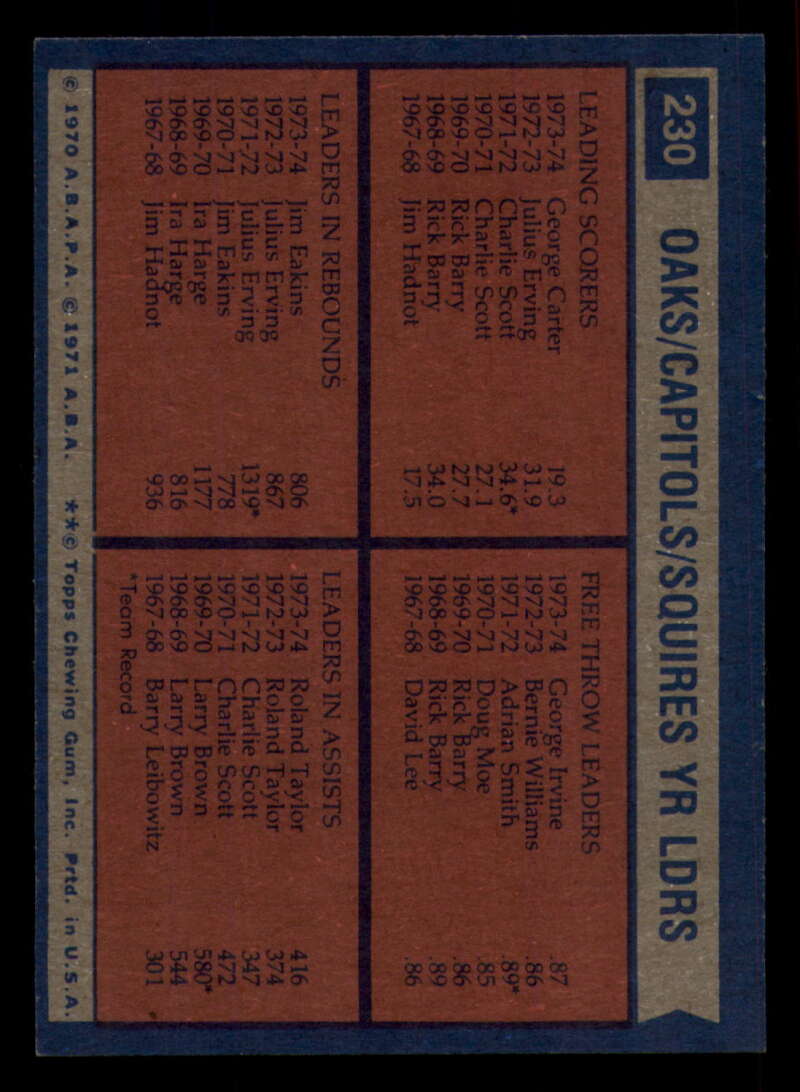 230 OAKS/CAPITOLS/SQUIRES YR LDRS
LEADING SCORERS
1973-74 George Carter 19.3
1972-73 Julius Erving 31.9
1971-72 Charlie Scott 34.6*
1970-71 Charlie Scott 27.1
1969-70 Rick Barry 27.7
1968-69 Rick Barry 34.0
1967-68 Jim Hadnot 17.5
FREE THROW LEADERS
1973-74 George Irvine .87
1972-73 Bernie Williams .86
1971-72 Adrian Smith .89*
1970-71 Doug Moe .85
1969-70 Rick Barry .86
1968-69 Rick Barry .89
1967-68 David Lee .86
LEADERS IN REBOUNDS
1973-74 Jim Eakins 806
1972-73 Julius Erving 867
1971-72 Julius Erving 1319*
1970-71 Jim Eakins 778
1969-70 Ira Harge 1177
1968-69 Ira Harge 816
1967-68 Jim Hadnot 936
LEADERS IN ASSISTS
1973-74 Roland Taylor 416
1972-73 Roland Taylor 374
1971-72 Charlie Scott 347
1970-71 Charlie Scott 472
1969-70 Larry Brown 580*
1968-69 Larry Brown 544
1967-68 Barry Leibowitz 301
*Team Record
© 1970 A.B.A.P.A. © 1971 A.B.A. **© Topps Chewing Gum, Inc. Prtd. in U.S.A.